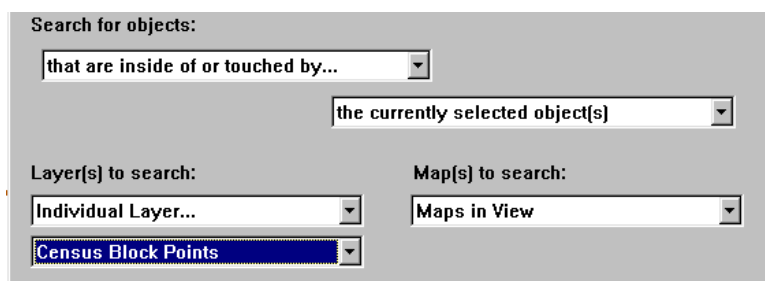 Search for objects:
that are inside of or touched by...
the currently selected object(s)
Layer(s) to search:
Map(s) to search:
Individual Layer...
Maps in View
Census Block Points